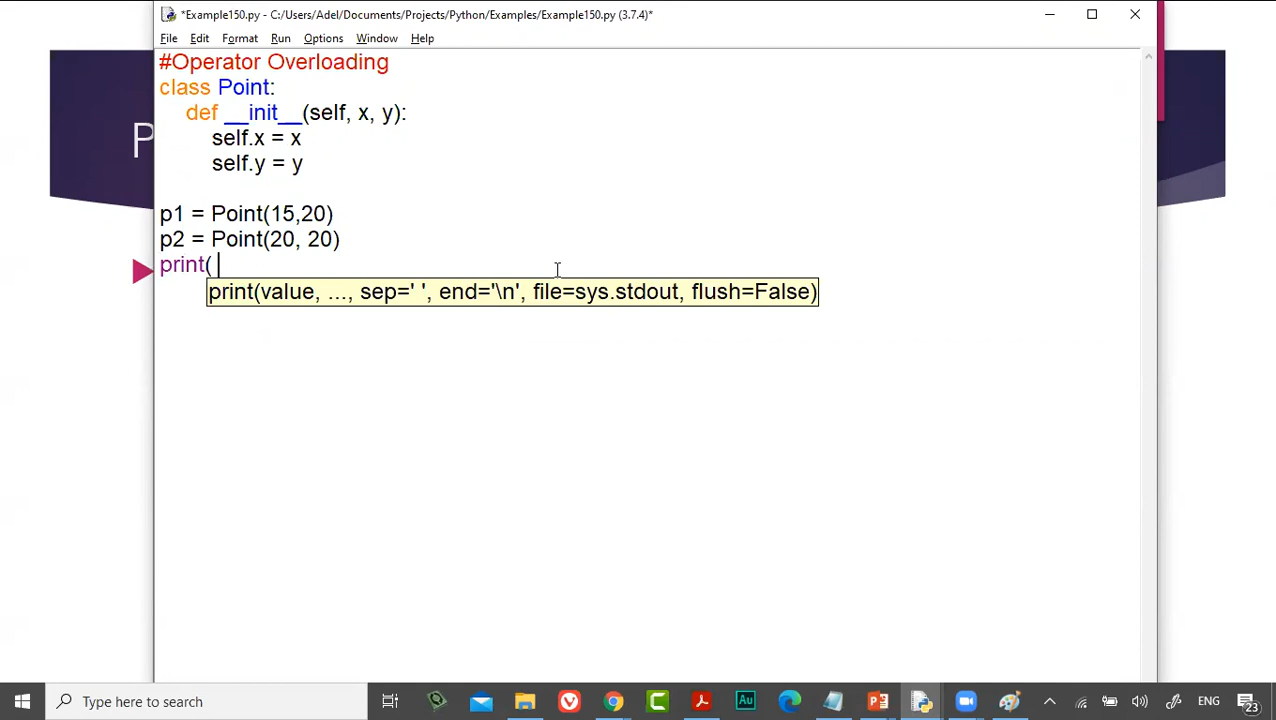 *Example150.py - C:/Users/Adel/Documents/Projects/Python/Examples/Example150.py (3.7.4)*
File Edit Format Run Options Window Help
#Operator Overloading
class Point:
    def __init__(self, x, y):
        self.x = x
        self.y = y
P
p1 = Point(15,20)
p2 = Point(20, 20)
print(
print(value, ..., sep=' ', end='\n', file=sys.stdout, flush=False)
Type here to search
Au
ENG
23